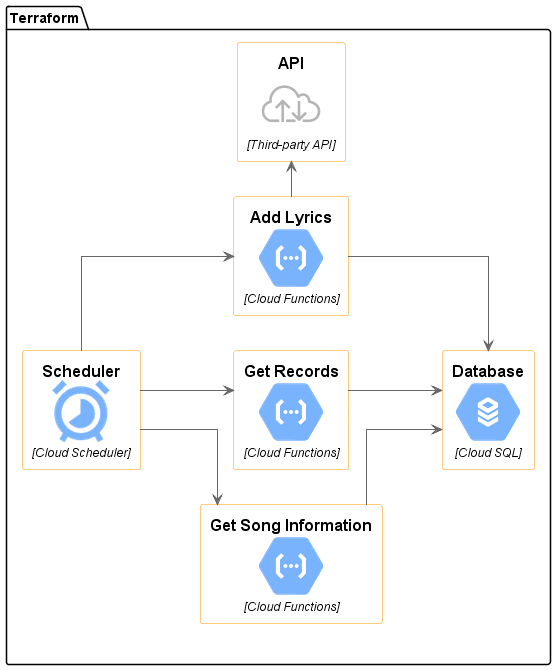 Terraform
API
[Third-party API]
Add Lyrics
[Cloud Functions]
Scheduler
[Cloud Scheduler]
Get Records
[Cloud Functions]
Database
[Cloud SQL]
Get Song Information
[Cloud Functions]